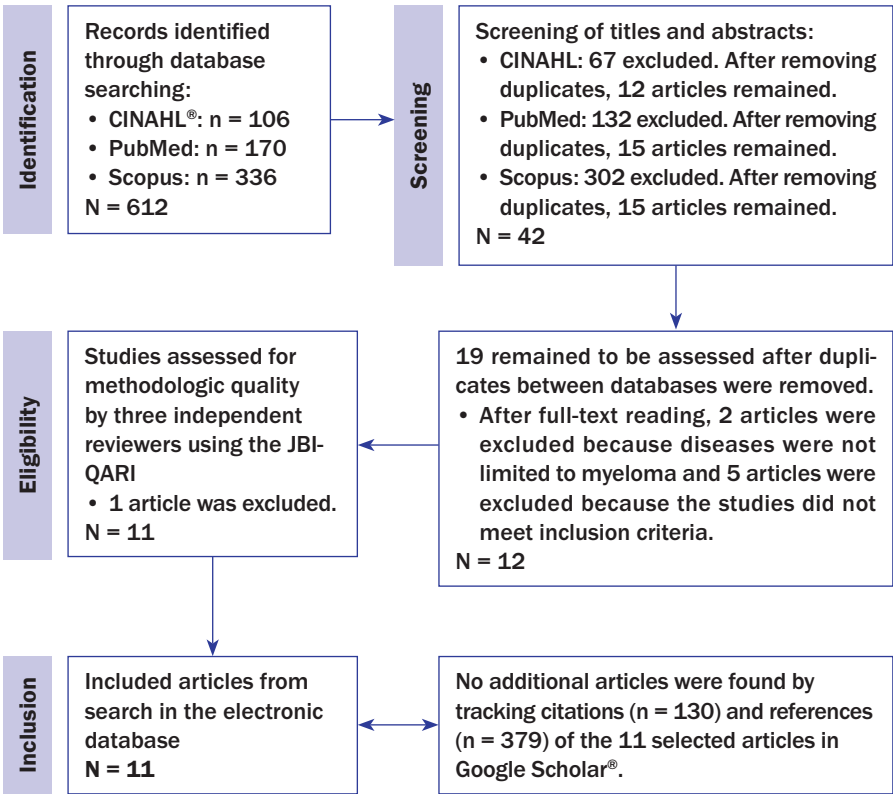 Identification
Records identified
through database
searching:
• CINAHL®: n = 106
• PubMed: n = 170
• Scopus: n = 336
N = 612
Screening
Screening of titles and abstracts:
• CINAHL: 67 excluded. After removing
duplicates, 12 articles remained.
• PubMed: 132 excluded. After removing
duplicates, 15 articles remained.
• Scopus: 302 excluded. After removing
duplicates, 15 articles remained.
N = 42
Eligibility
Studies assessed for
methodologic quality
by three independent
reviewers using the JBI-
QARI
• 1 article was excluded.
N = 11
19 remained to be assessed after dupli-
cates between databases were removed.
• After full-text reading, 2 articles were
excluded because diseases were not
limited to myeloma and 5 articles were
excluded because the studies did not
meet inclusion criteria.
N = 12
Inclusion
Included articles from
search in the electronic
database
N = 11
No additional articles were found by
tracking citations (n = 130) and references
(n = 379) of the 11 selected articles in
Google Scholar®.